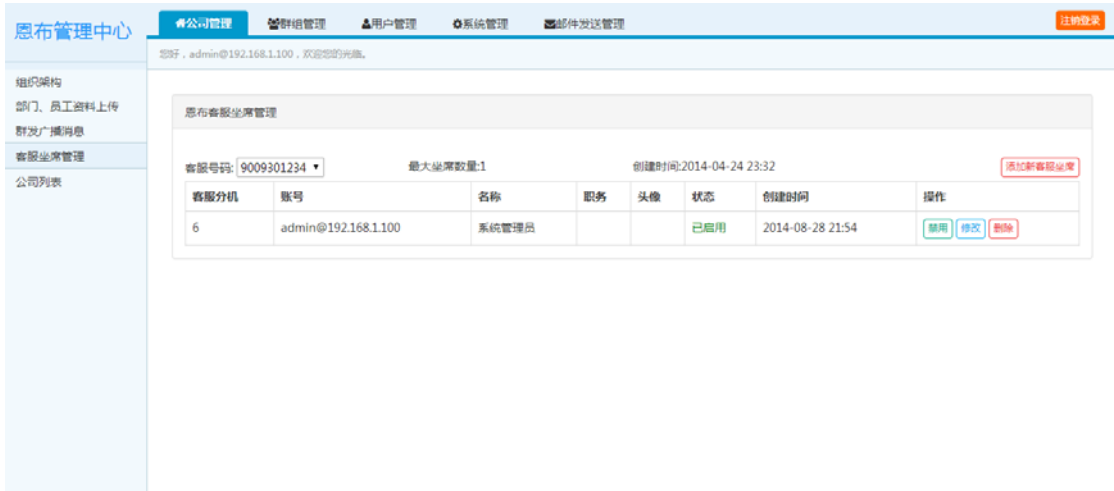 恩布管理中心
公司管理 群组管理 用户管理 系统管理 邮件发送管理 注销登录
您好，admin@192.168.1.100，欢迎您的光临。
组织架构
部门、员工资料上传
群发广播消息
客服坐席管理
公司列表
恩布客服坐席管理
客服号码: 9009301234 最大坐席数量:1 创建时间:2014-04-24 23:32 添加新客服坐席
客服分机 账号 名称 职务 头像 状态 创建时间 操作
6 admin@192.168.1.100 系统管理员 已启用 2014-08-28 21:54 禁用 修改 删除